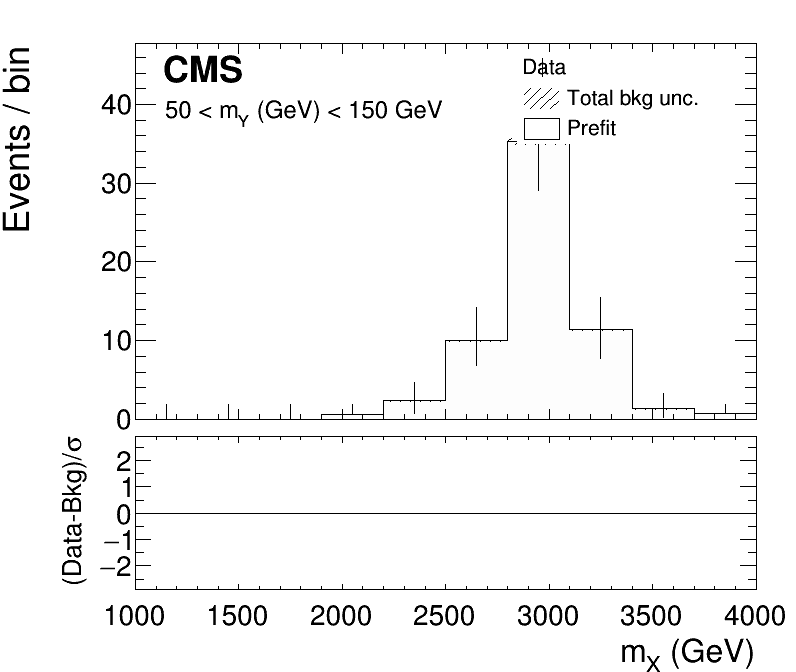 CMS
50 < mY (GeV) < 150 GeV
Data
Total bkg unc.
Prefit
Events / bin
40
30
20
10
0
(Data-Bkg)/σ
2
1
0
−1
−2
1000 1500 2000 2500 3000 3500 4000
mX (GeV)